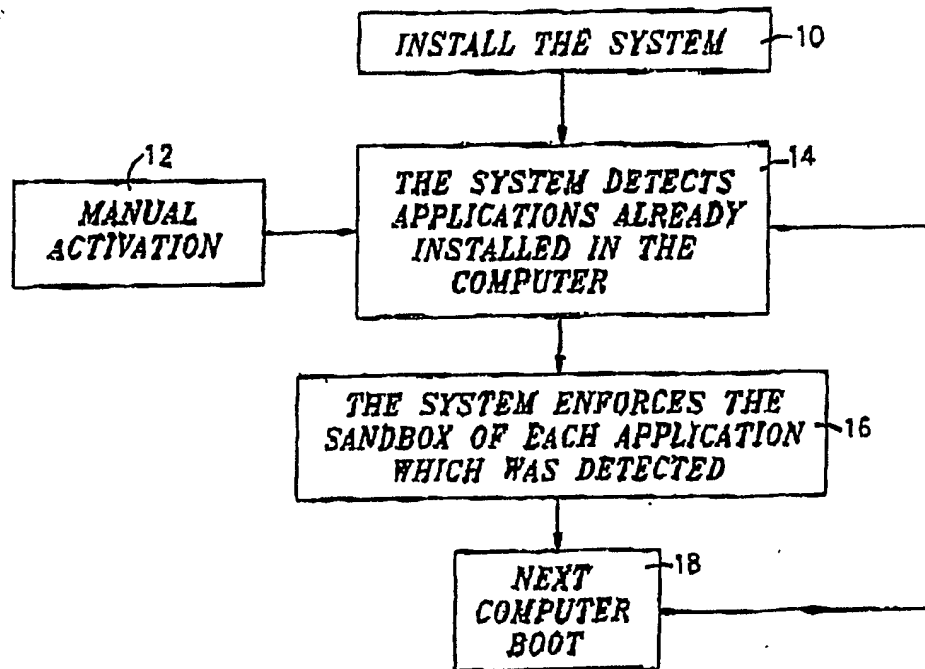 INSTALL THE SYSTEM
10
12
MANUAL
ACTIVATION
14
THE SYSTEM DETECTS
APPLICATIONS ALREADY
INSTALLED IN THE
COMPUTER
THE SYSTEM ENFORCES THE
SANDBOX OF EACH APPLICATION
WHICH WAS DETECTED
16
18
NEXT
COMPUTER
BOOT